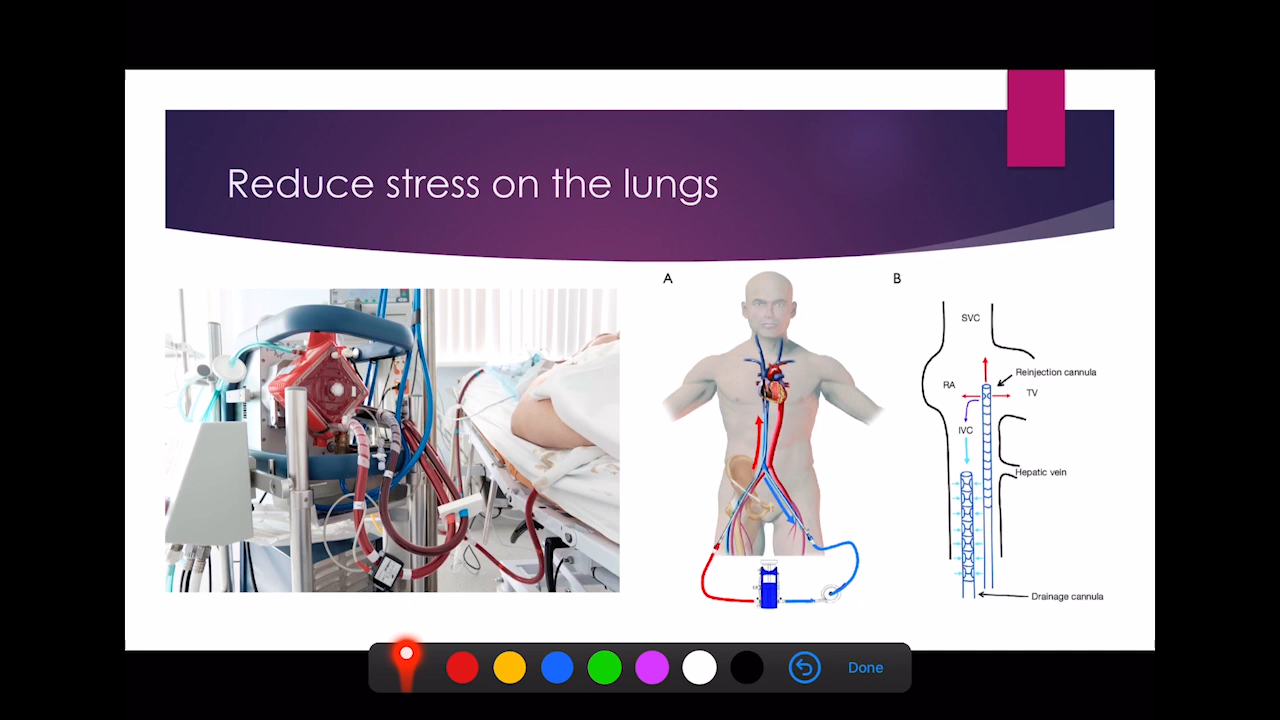 Reduce stress on the lungs
A
B
SVC
Reinjection cannula
RA
TV
IVC
Hepatic vein
Drainage cannula
Done